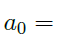 a₀ =